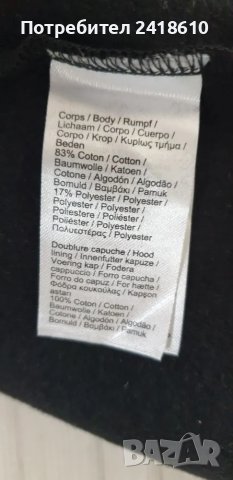 Потребител 2418610
Corps / Body / Rumpf /
Lichaam / Corpo / Cuerpo /
Corpo / Krop / Κυρίως τμήμα /
Beden
83% Coton / Cotton /
Baumwolle / Katoen /
Cotone / Algodón / Algodão /
Bomuld / Βαμβάκι / Pamuk
17% Polyester / Polyester /
Polyester / Polyester /
Poliestere / Poliéster /
Poliéster / Polyester /
Πολυεστέρας / Polyester
Doublure capuche / Hood
lining / Innenfutter kapuze /
Voering kap / Fodera
cappuccio / Forro capucha /
Forro do capuz / For hætte /
Φόδρα κουκούλας / Kapşon
astarı
100% Coton / Cotton /
Baumwolle / Katoen /
Cotone / Algodón / Algodão /
Bomuld / Βαμβάκι / Pamuk
BAZAR